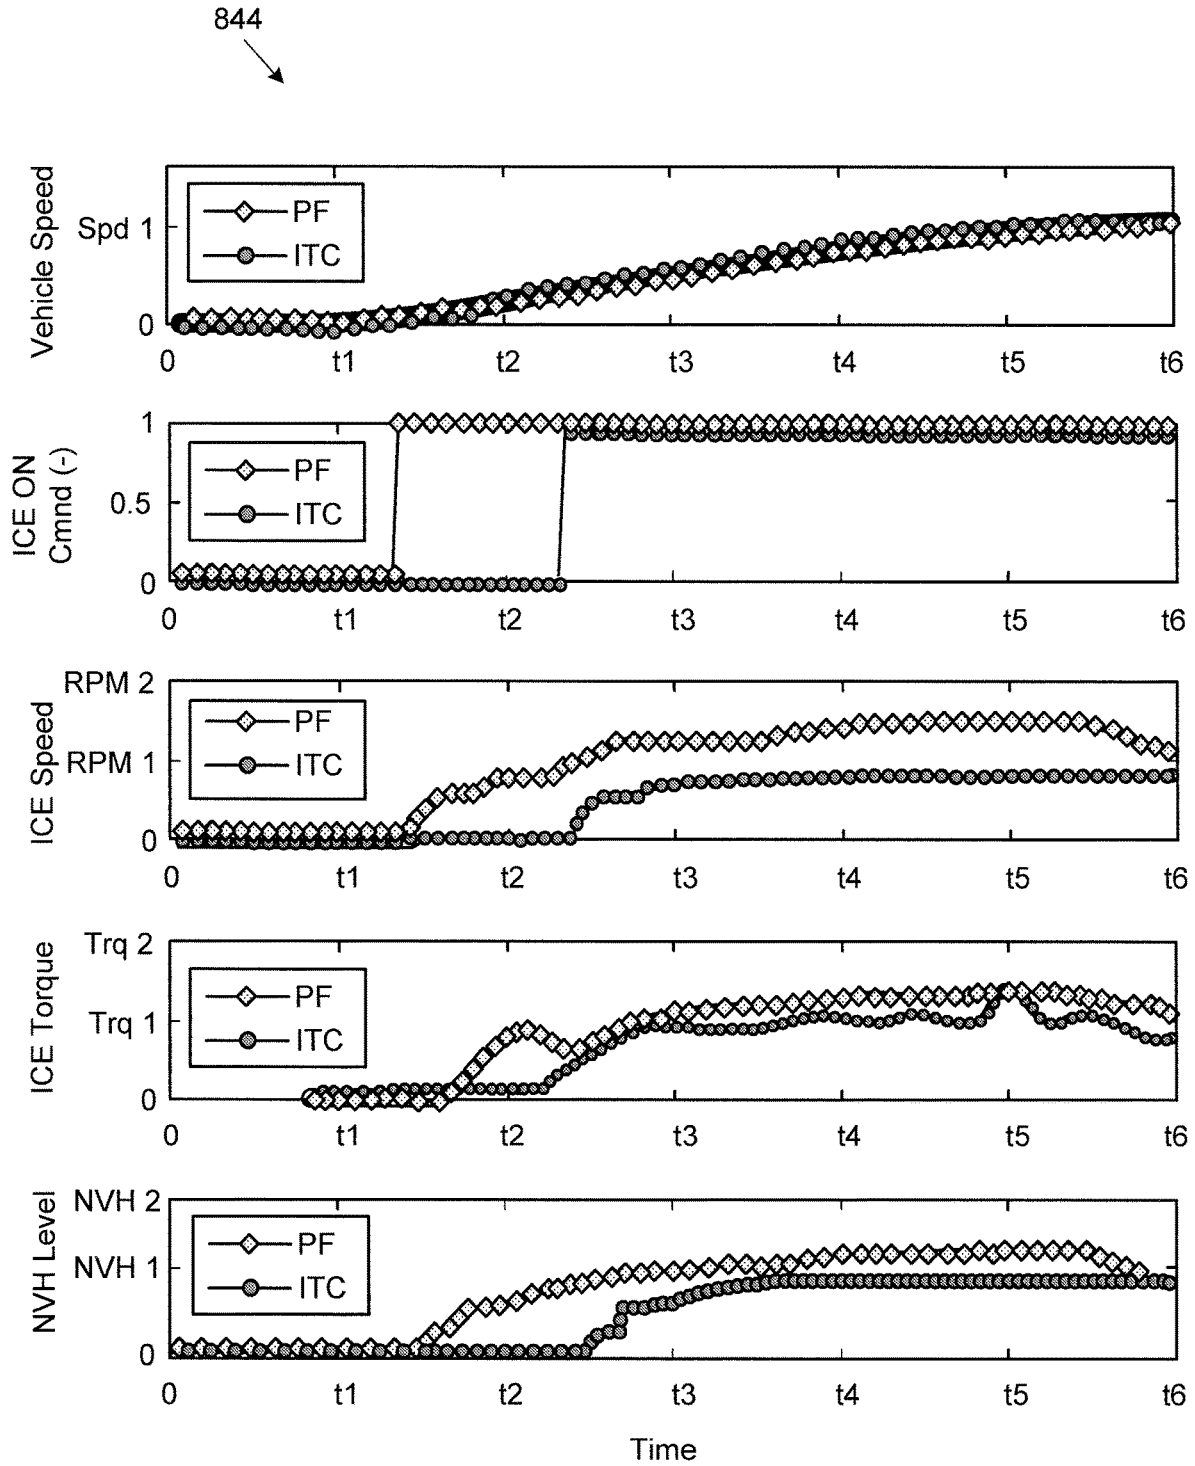 844
Vehicle Speed
Spd 1
0
PF
ITC
0 t1 t2 t3 t4 t5 t6
ICE ON
Cmnd (-)
1
0.5
0
PF
ITC
0 t1 t2 t3 t4 t5 t6
ICE Speed
RPM 2
RPM 1
0
PF
ITC
0 t1 t2 t3 t4 t5 t6
ICE Torque
Trq 2
Trq 1
0
PF
ITC
0 t1 t2 t3 t4 t5 t6
NVH Level
NVH 2
NVH 1
0
PF
ITC
0 t1 t2 t3 t4 t5 t6
Time